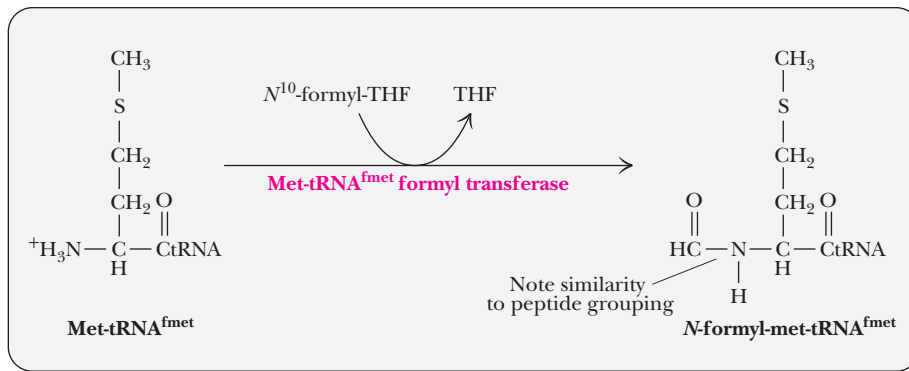 CH₃
S
CH₂
CH₂ O
⁺H₃N—C—CtRNA
H
Met-tRNAᶠᵐᵉᵗ
N¹⁰-formyl-THF THF
Met-tRNAᶠᵐᵉᵗ formyl transferase
CH₃
S
CH₂
O CH₂ O
HC—N—C—CtRNA
H H
Note similarity
to peptide grouping
N-formyl-met-tRNAᶠᵐᵉᵗ